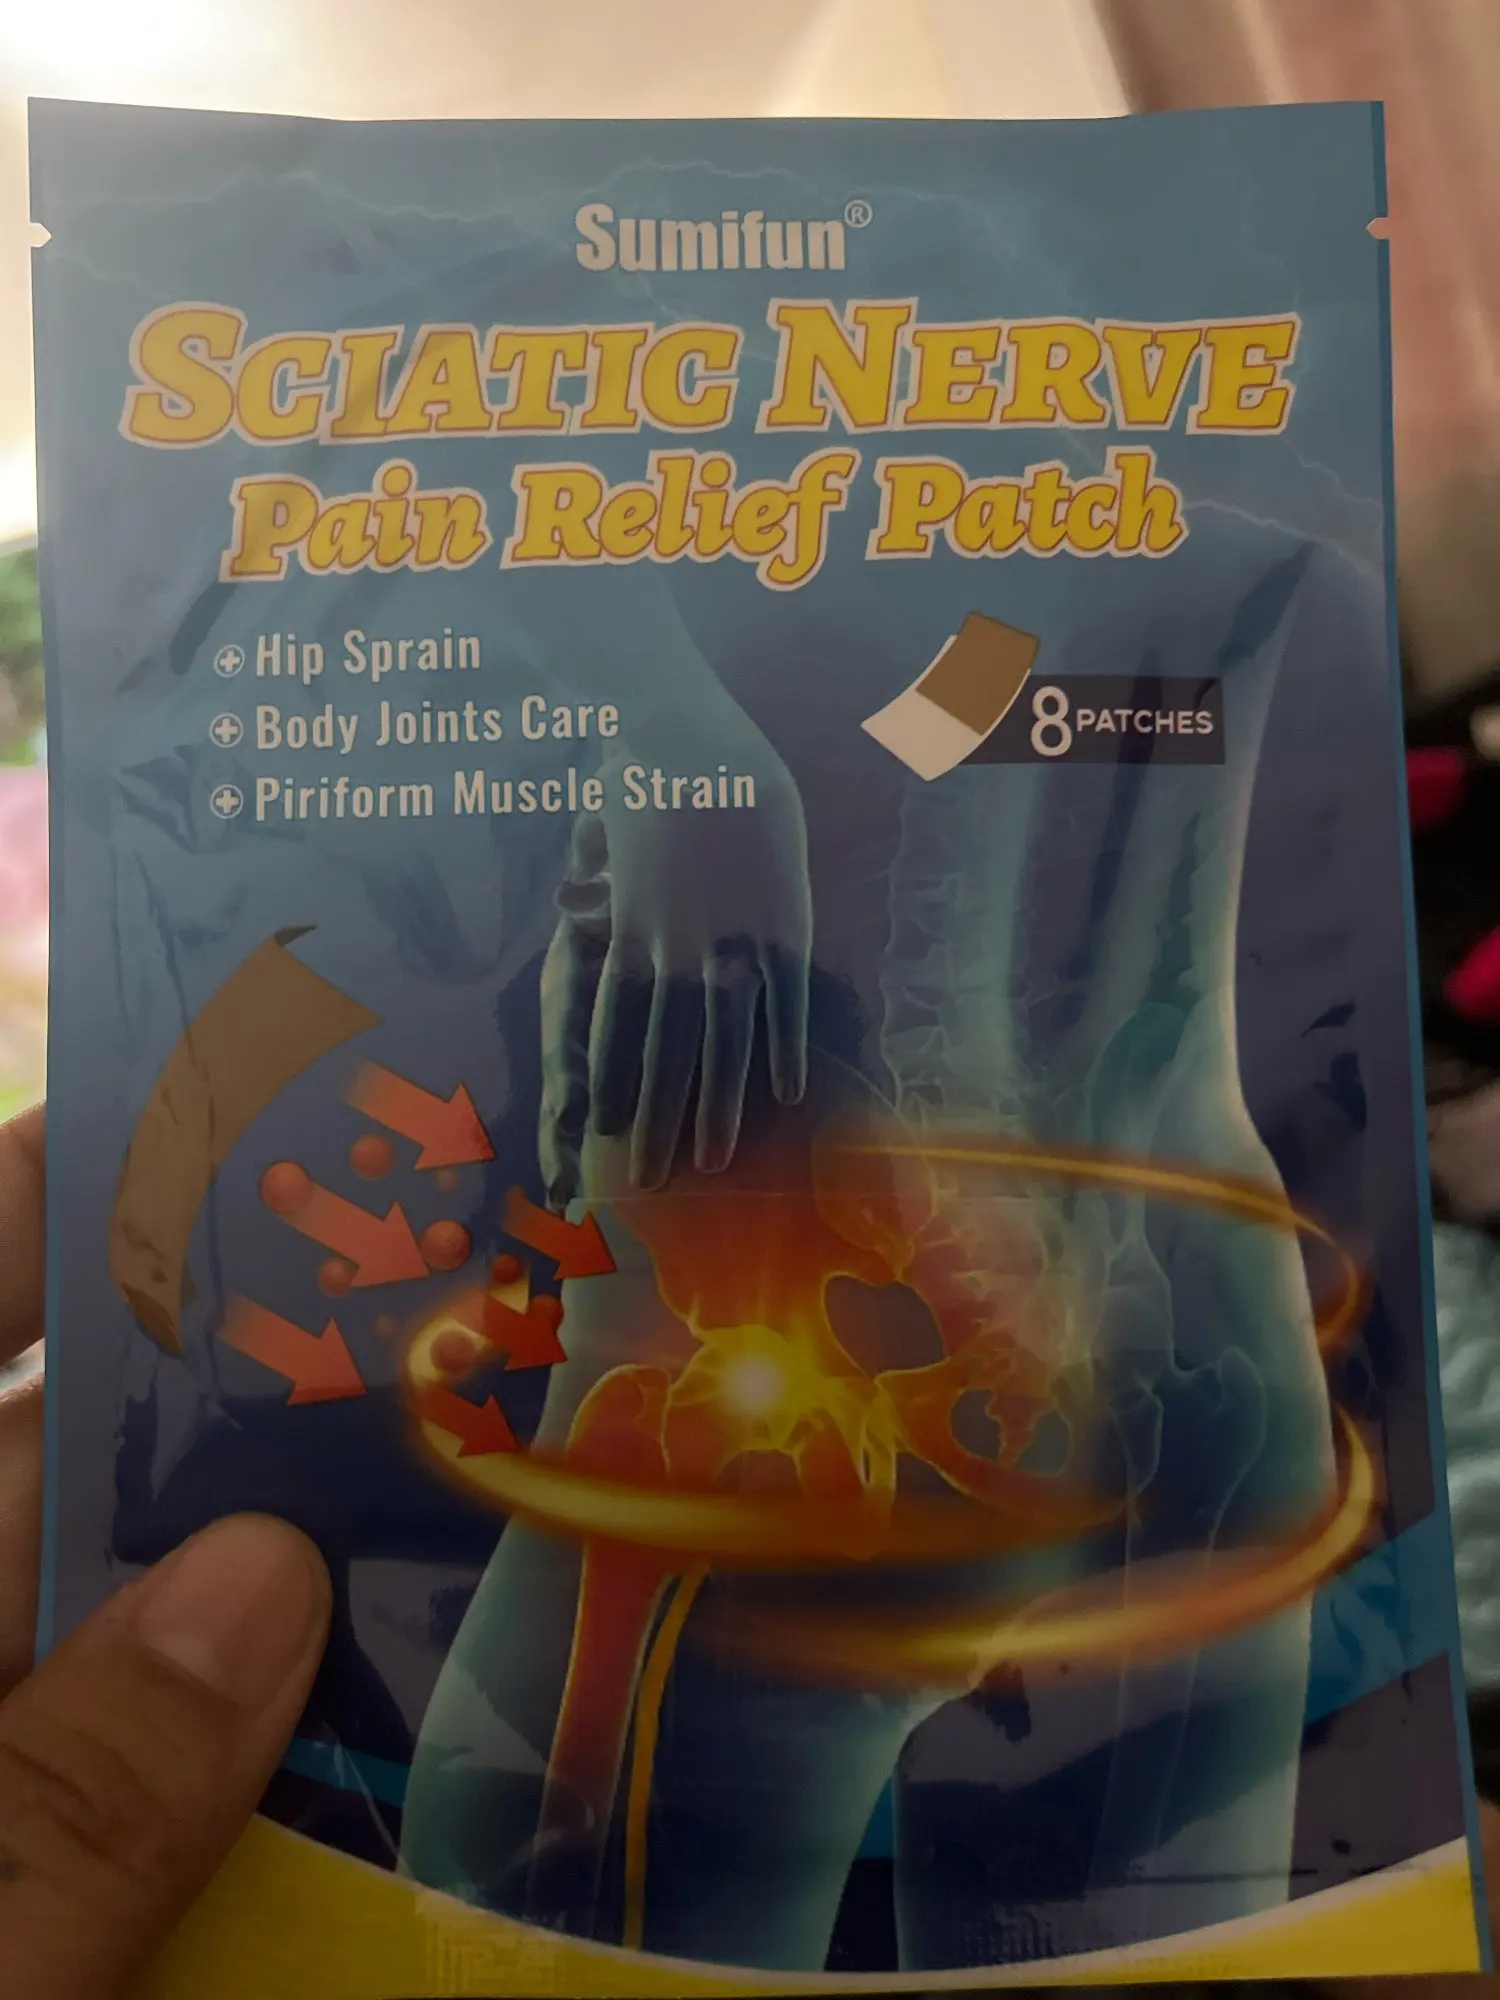 Sumifun®
SCIATIC NERVE
Pain Relief Patch
Hip Sprain
Body Joints Care
Piriform Muscle Strain
8 PATCHES